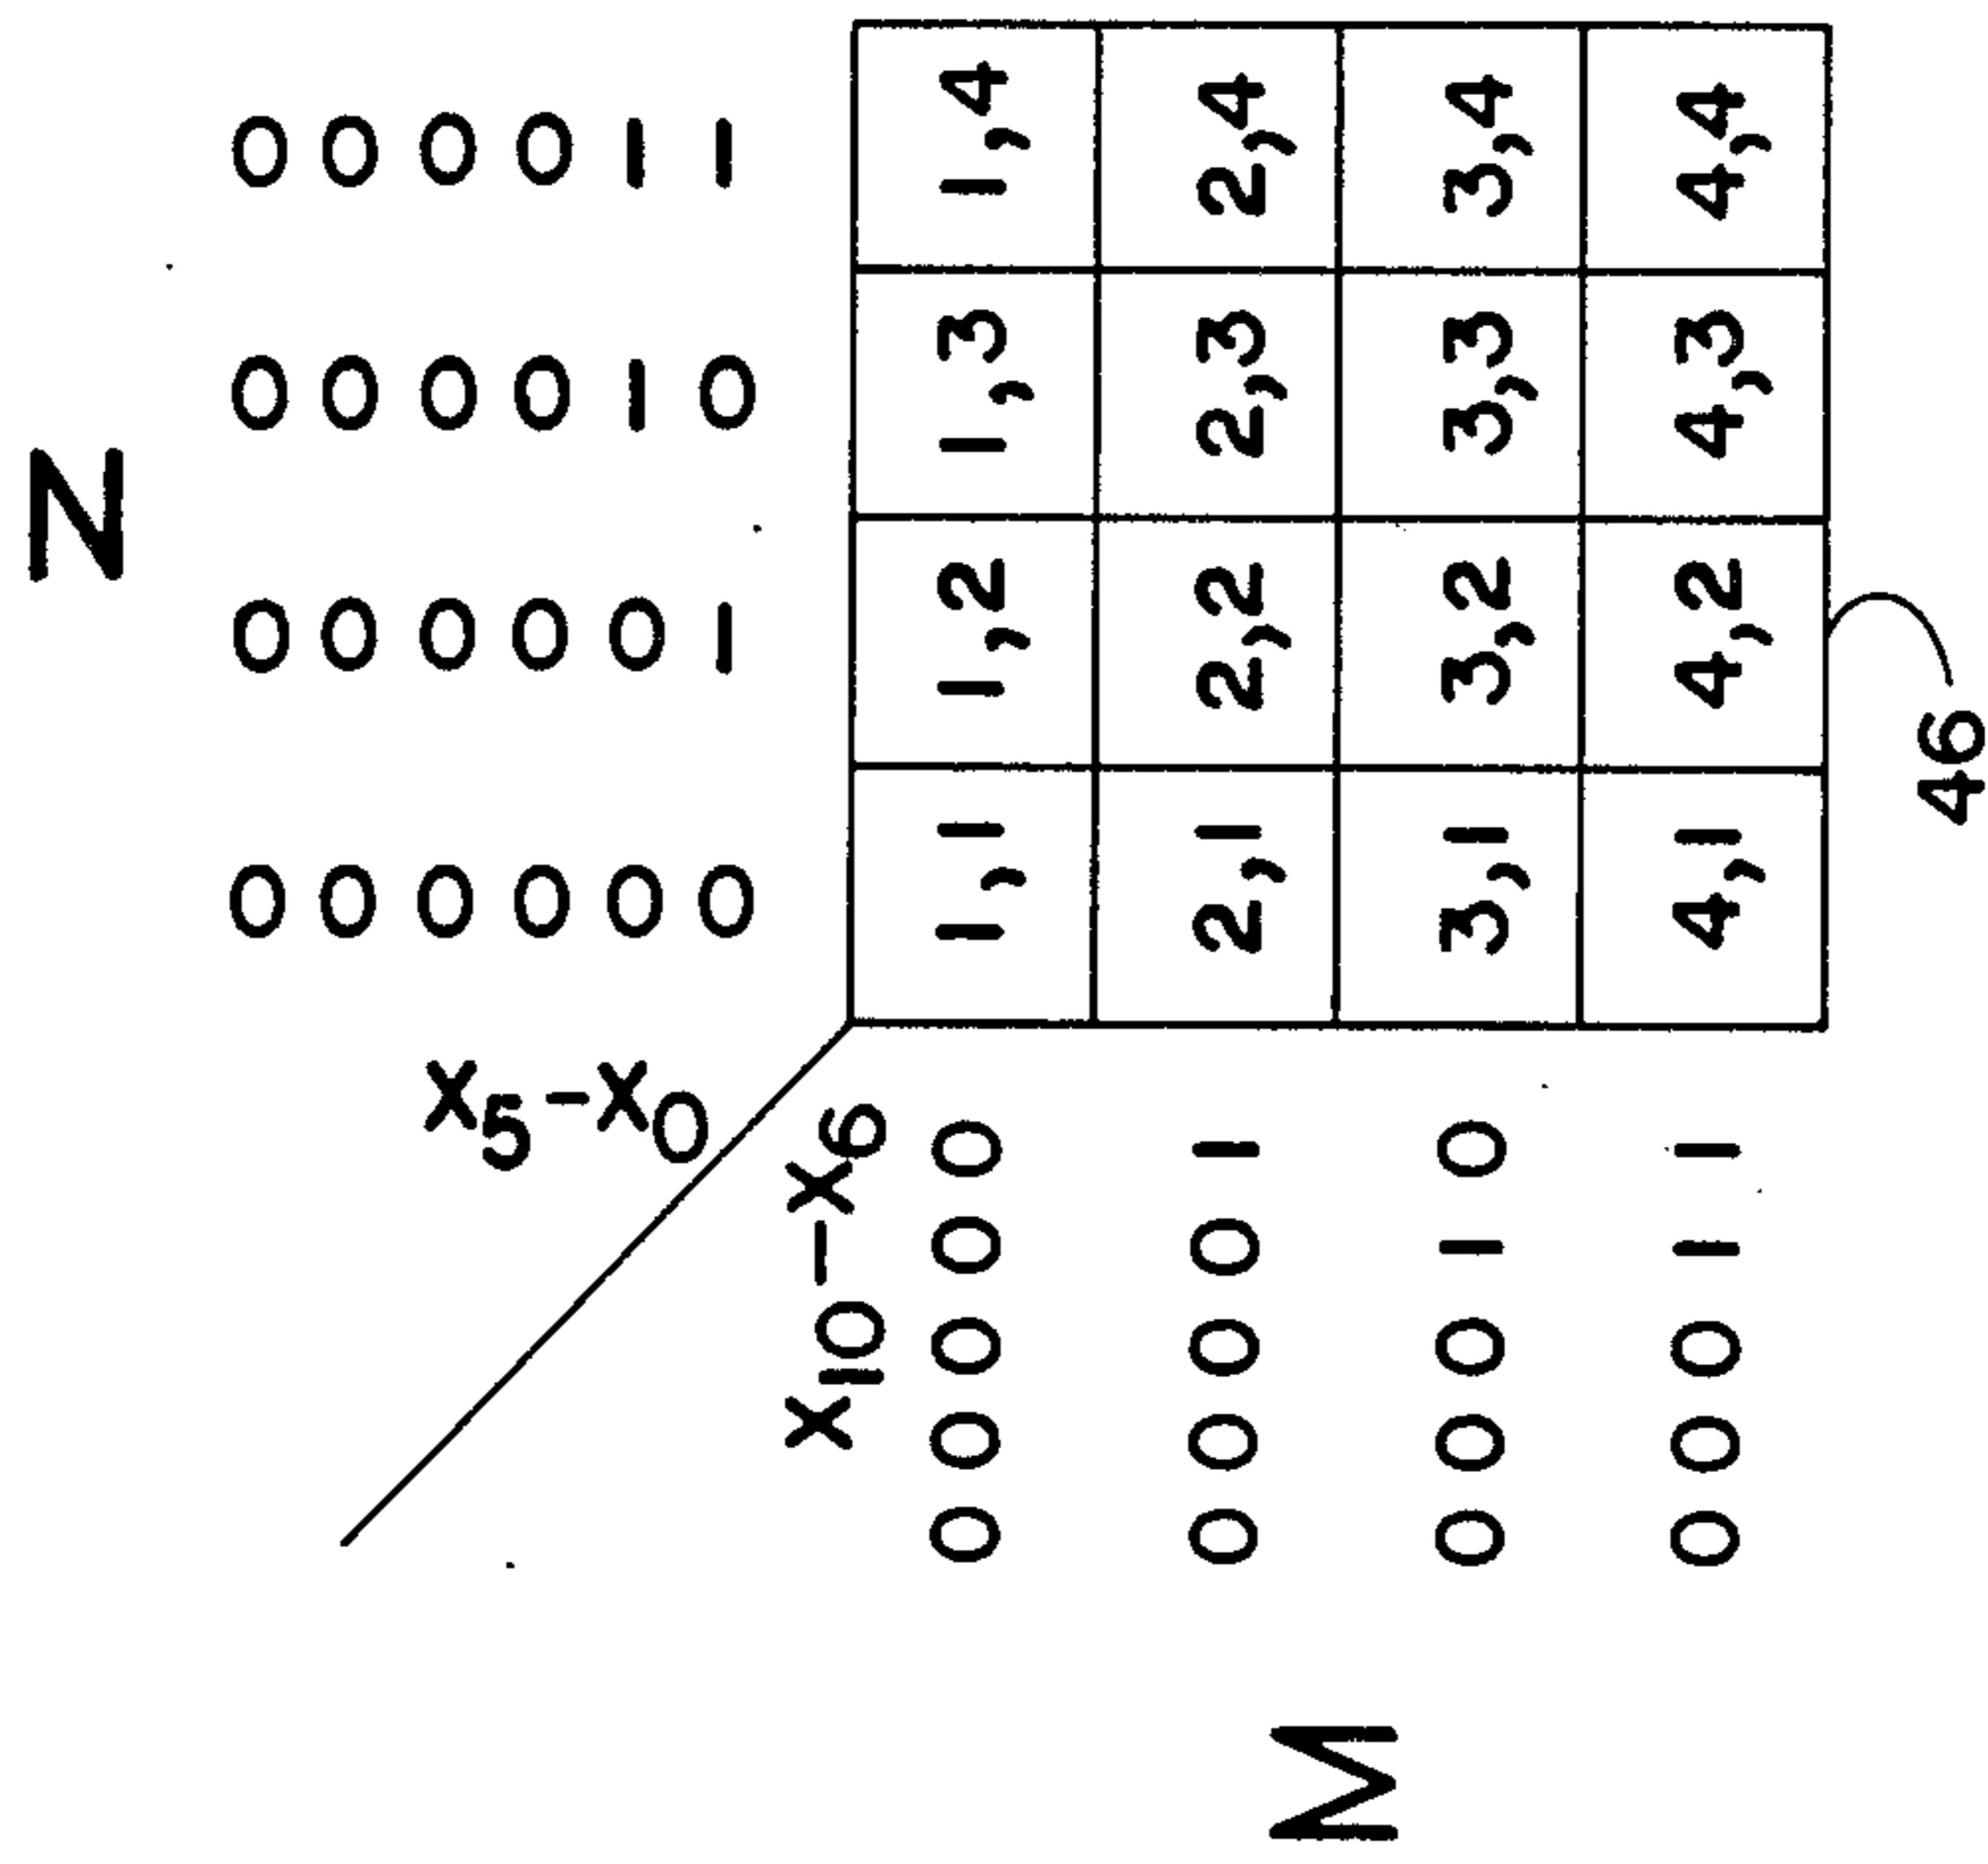 N
X5-X0
000000
000001
000010
000011
M
X10-X6
00000 1,1 1,2 1,3 1,4
00001 2,1 2,2 2,3 2,4
00010 3,1 3,2 3,3 3,4
00011 4,1 4,2 4,3 4,4
46